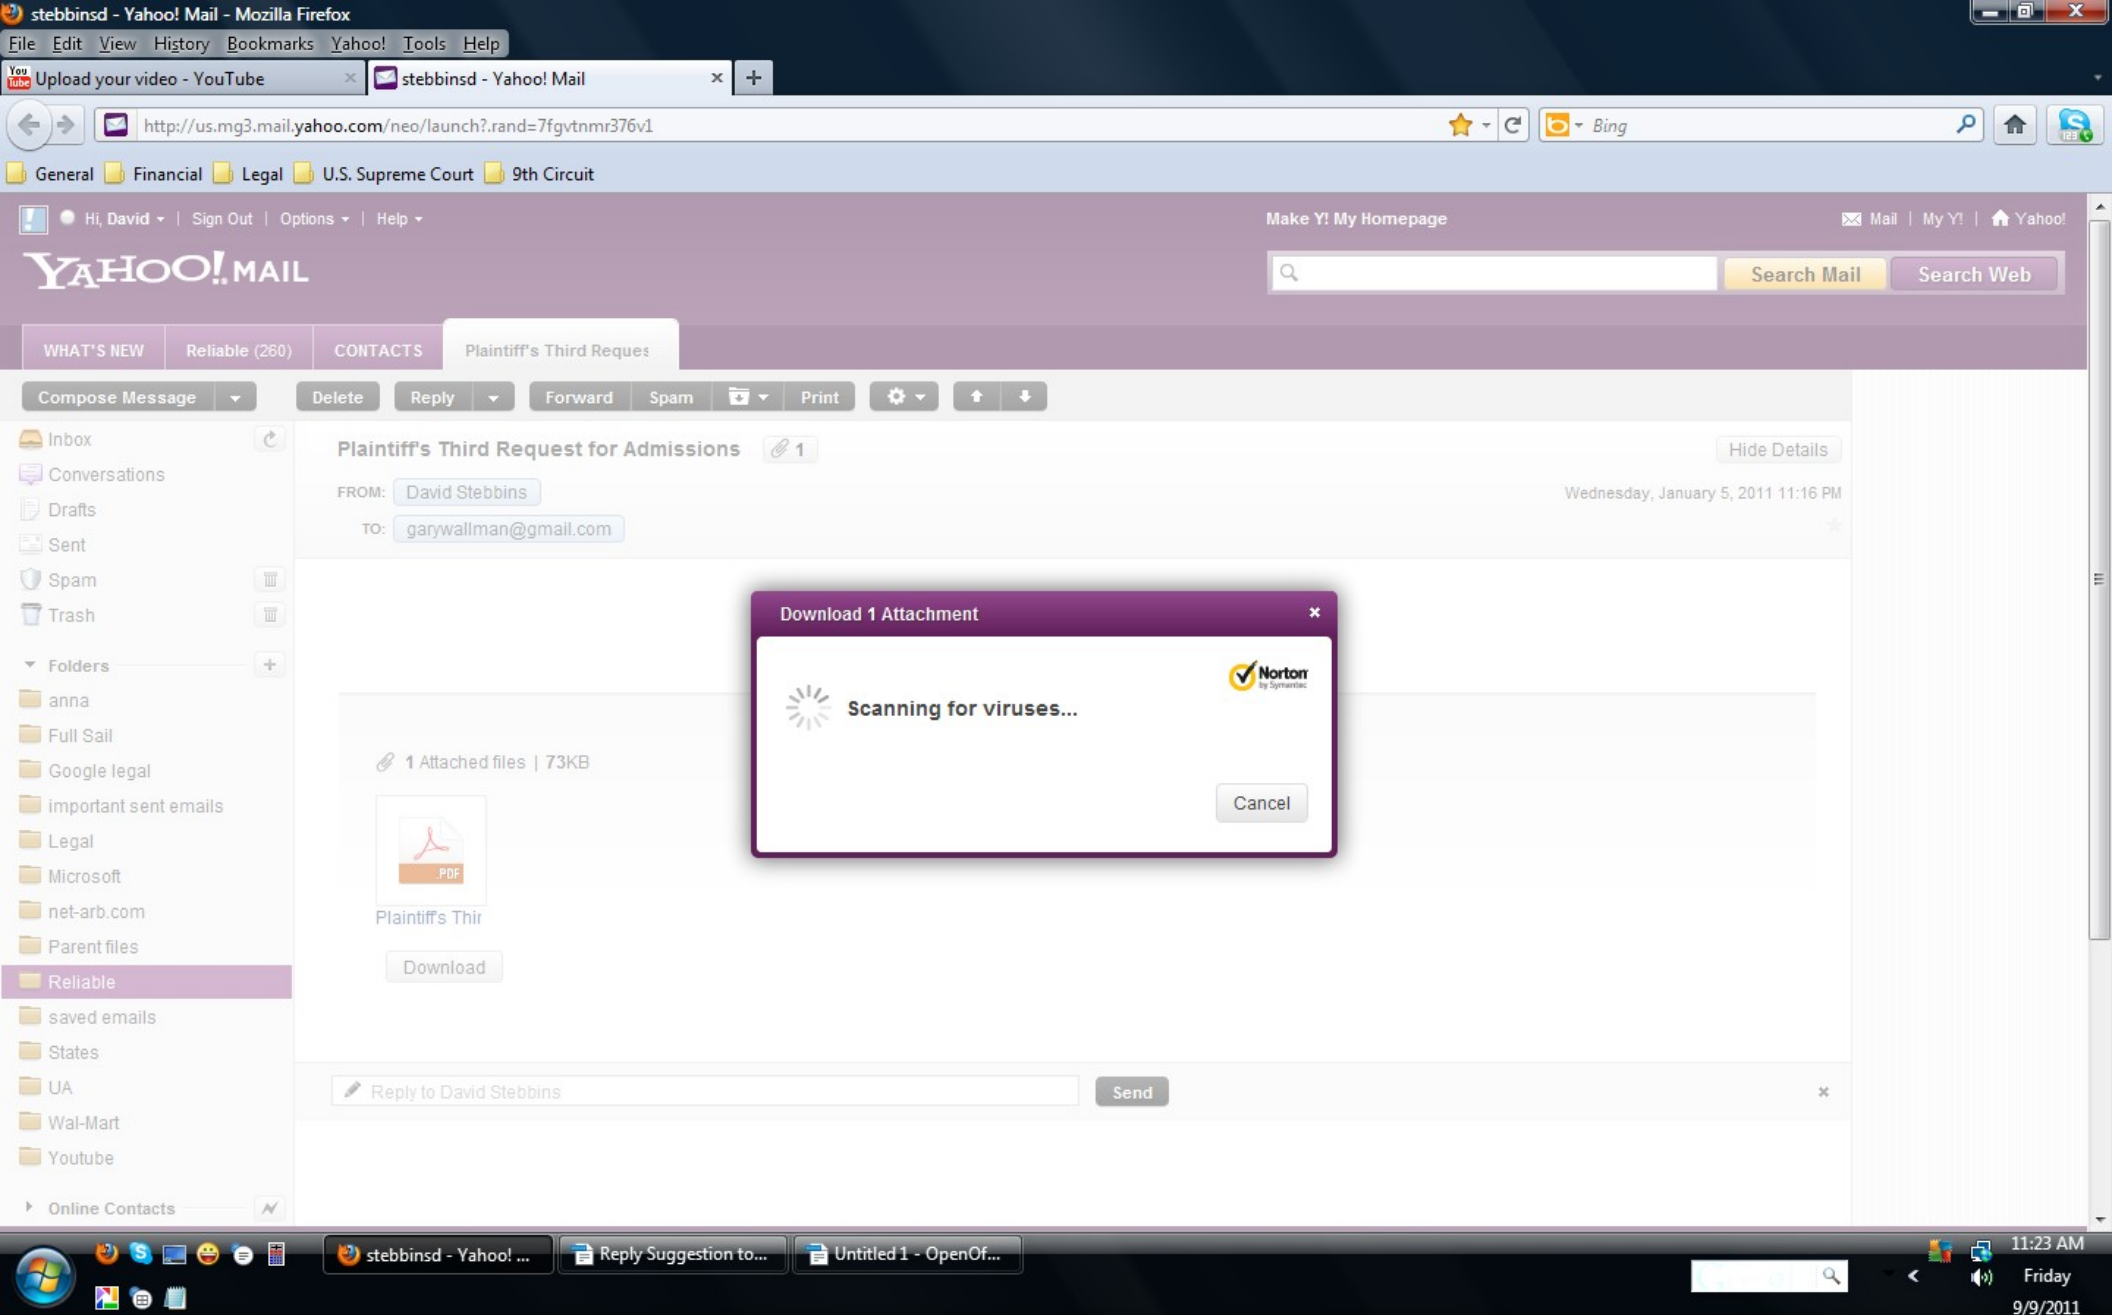 stebbinsd - Yahoo! Mail - Mozilla Firefox
File Edit View History Bookmarks Yahoo! Tools Help
You Tube Upload your video - YouTube × stebbinsd - Yahoo! Mail × +
http://us.mg3.mail.yahoo.com/neo/launch?.rand=7fgvtnmr376v1 Bing
General Financial Legal U.S. Supreme Court 9th Circuit
Hi, David | Sign Out | Options | Help Make Y! My Homepage Mail | My Y! | Yahoo!
YAHOO! MAIL Search Mail Search Web
WHAT'S NEW Reliable (260) CONTACTS Plaintiff's Third Reques
Compose Message Delete Reply Forward Spam Print
Inbox
Conversations
Drafts
Sent
Spam
Trash
Folders +
anna
Full Sail
Google legal
important sent emails
Legal
Microsoft
net-arb.com
Parent files
Reliable
saved emails
States
UA
Wal-Mart
Youtube
Online Contacts
Plaintiff's Third Request for Admissions 1 Hide Details
FROM: David Stebbins Wednesday, January 5, 2011 11:16 PM
TO: garywallman@gmail.com
Download 1 Attachment ×
Norton
by Symantec
Scanning for viruses...
Cancel
1 Attached files | 73KB
.PDF
Plaintiff's Thir
Download
Reply to David Stebbins Send ×
stebbinsd - Yahoo! ... Reply Suggestion to... Untitled 1 - OpenOf...
11:23 AM
Friday
9/9/2011